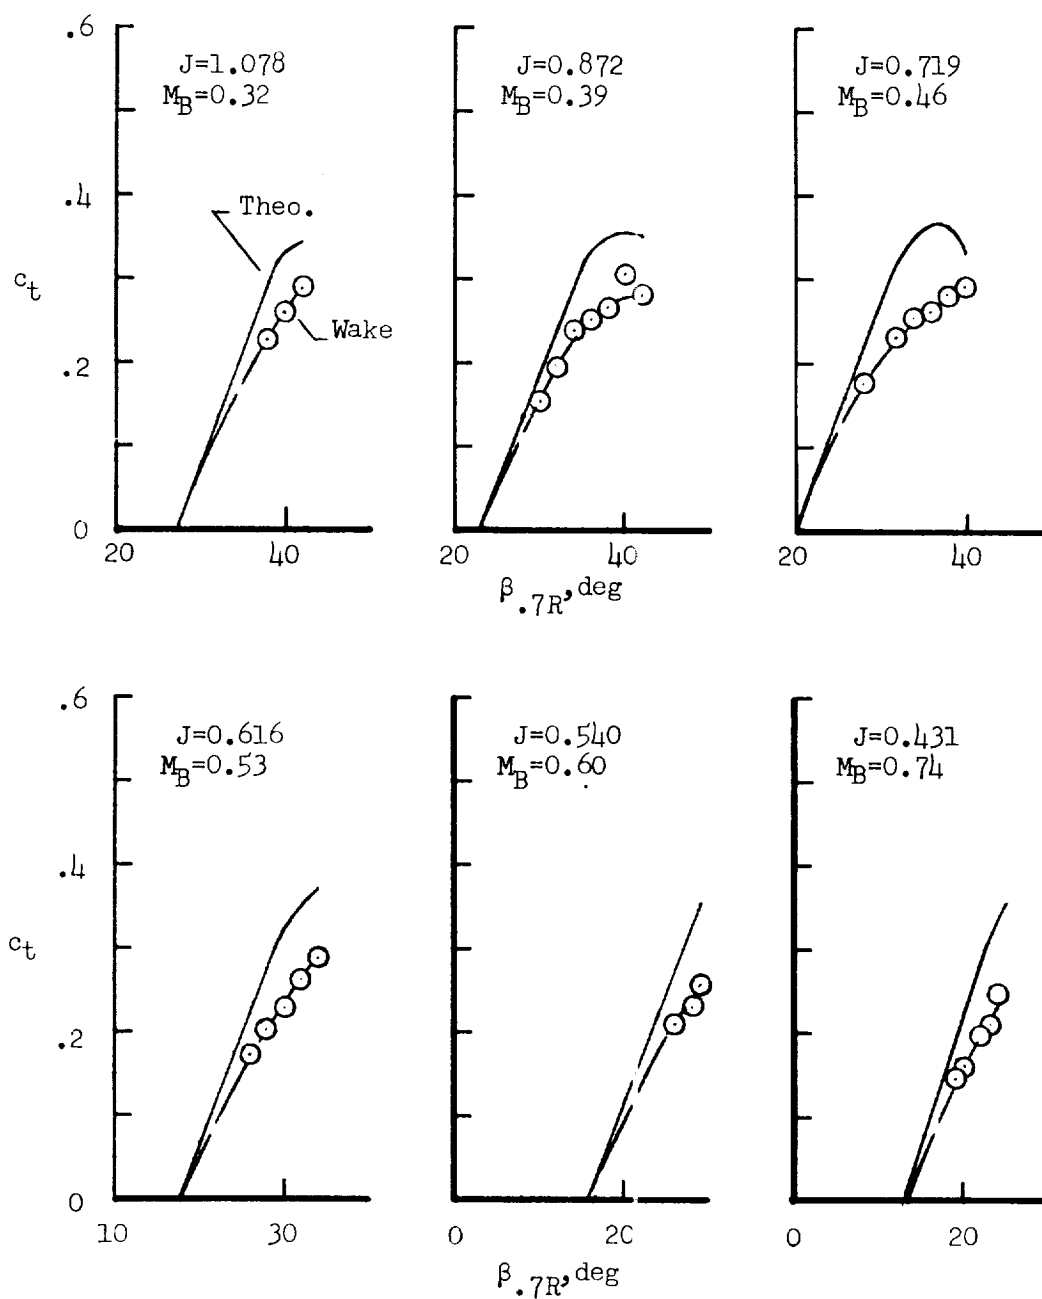 .6
J=1.078
M_B=0.32
J=0.872
M_B=0.39
J=0.719
M_B=0.46
.4
Theo.
c_t
Wake
.2
0
20
40
20
40
20
40
β.7R, deg
.6
J=0.616
M_B=0.53
J=0.540
M_B=0.60
J=0.431
M_B=0.74
.4
c_t
.2
0
10
30
0
20
0
20
β.7R, deg